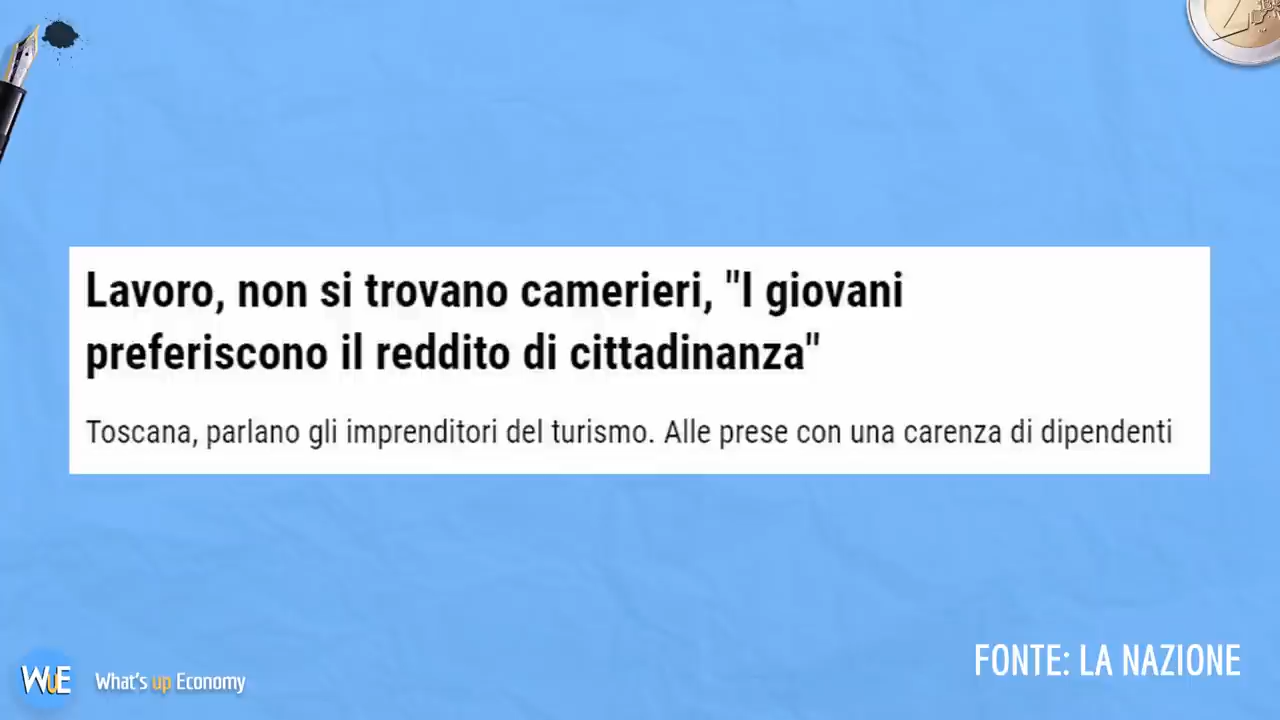 Lavoro, non si trovano camerieri, "I giovani
preferiscono il reddito di cittadinanza"
Toscana, parlano gli imprenditori del turismo. Alle prese con una carenza di dipendenti
FONTE: LA NAZIONE
WuE What's up Economy